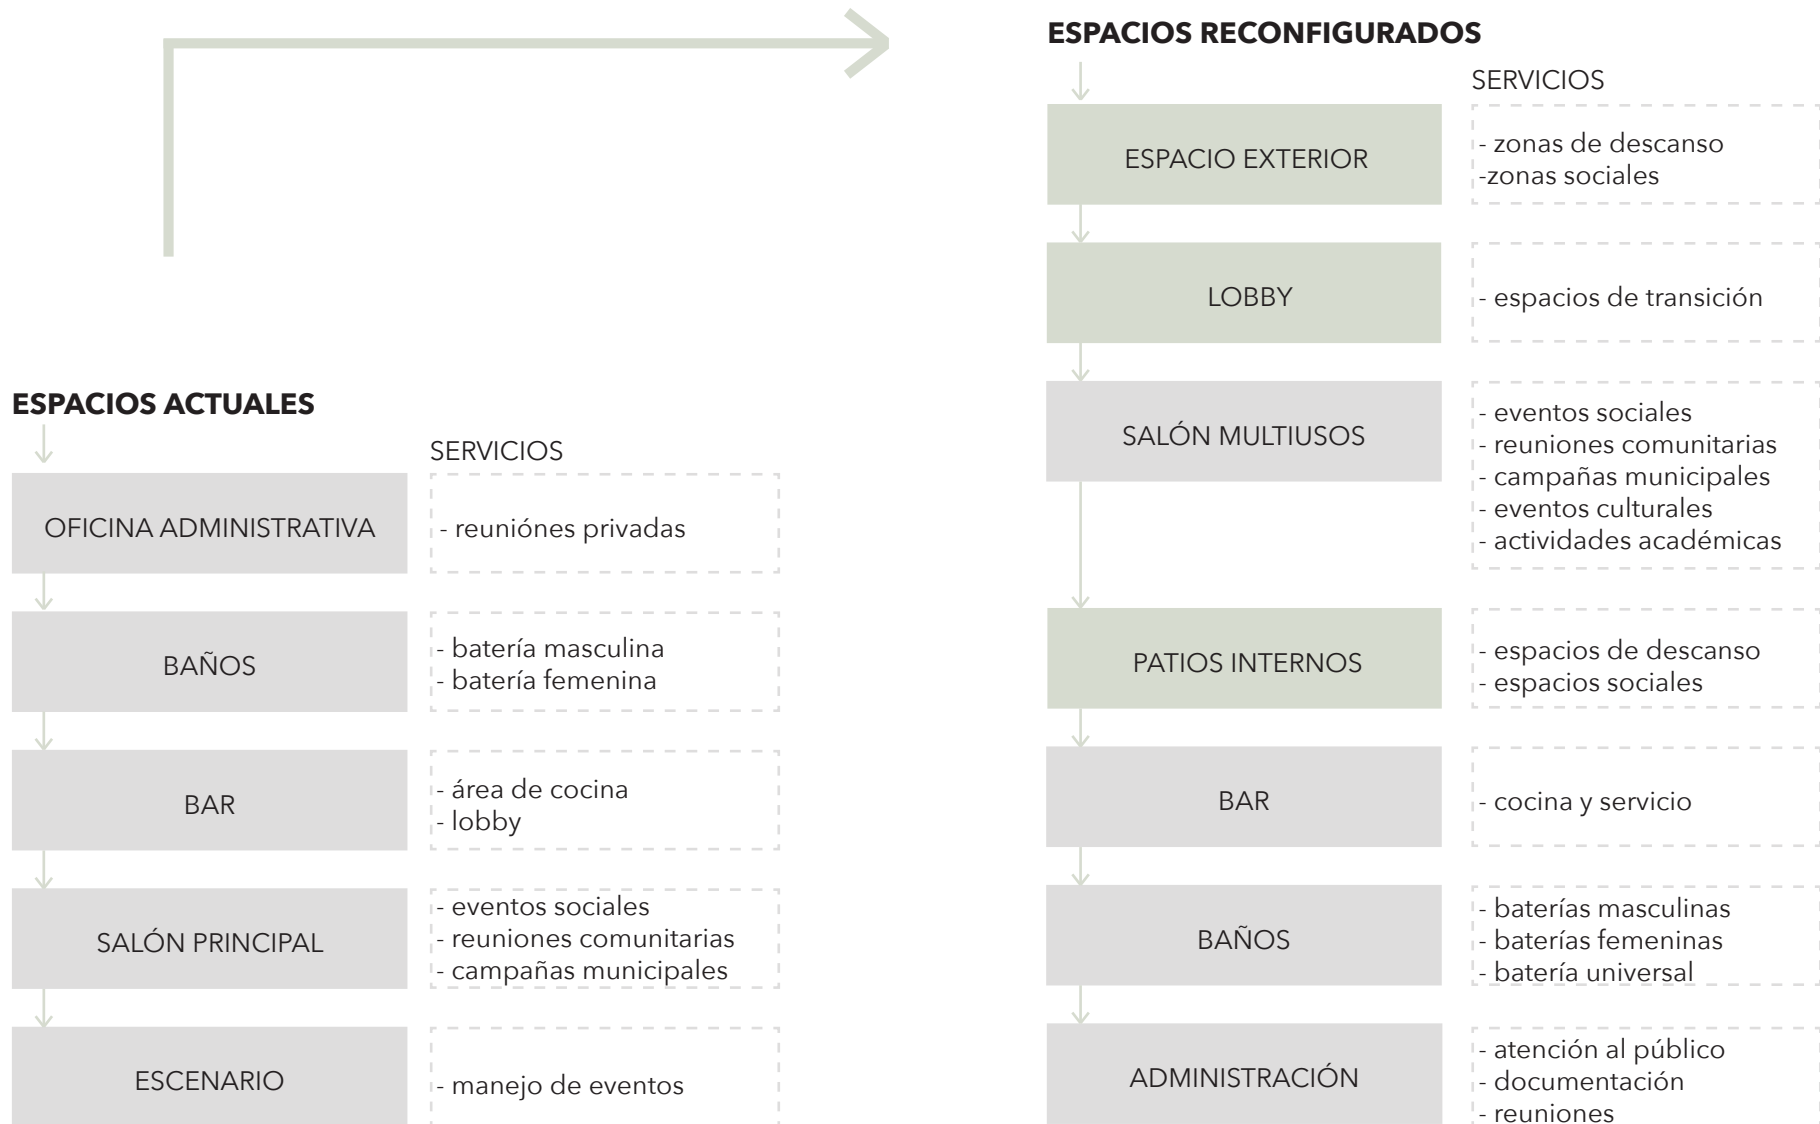 ESPACIOS ACTUALES
SERVICIOS
OFICINA ADMINISTRATIVA
- reuniónes privadas
BAÑOS
- batería masculina
- batería femenina
BAR
- área de cocina
- lobby
SALÓN PRINCIPAL
- eventos sociales
- reuniones comunitarias
- campañas municipales
ESCENARIO
- manejo de eventos
ESPACIOS RECONFIGURADOS
SERVICIOS
ESPACIO EXTERIOR
- zonas de descanso
-zonas sociales
LOBBY
- espacios de transición
SALÓN MULTIUSOS
- eventos sociales
- reuniones comunitarias
- campañas municipales
- eventos culturales
- actividades académicas
PATIOS INTERNOS
- espacios de descanso
- espacios sociales
BAR
- cocina y servicio
BAÑOS
- baterías masculinas
- baterías femeninas
- batería universal
ADMINISTRACIÓN
- atención al público
- documentación
- reuniones